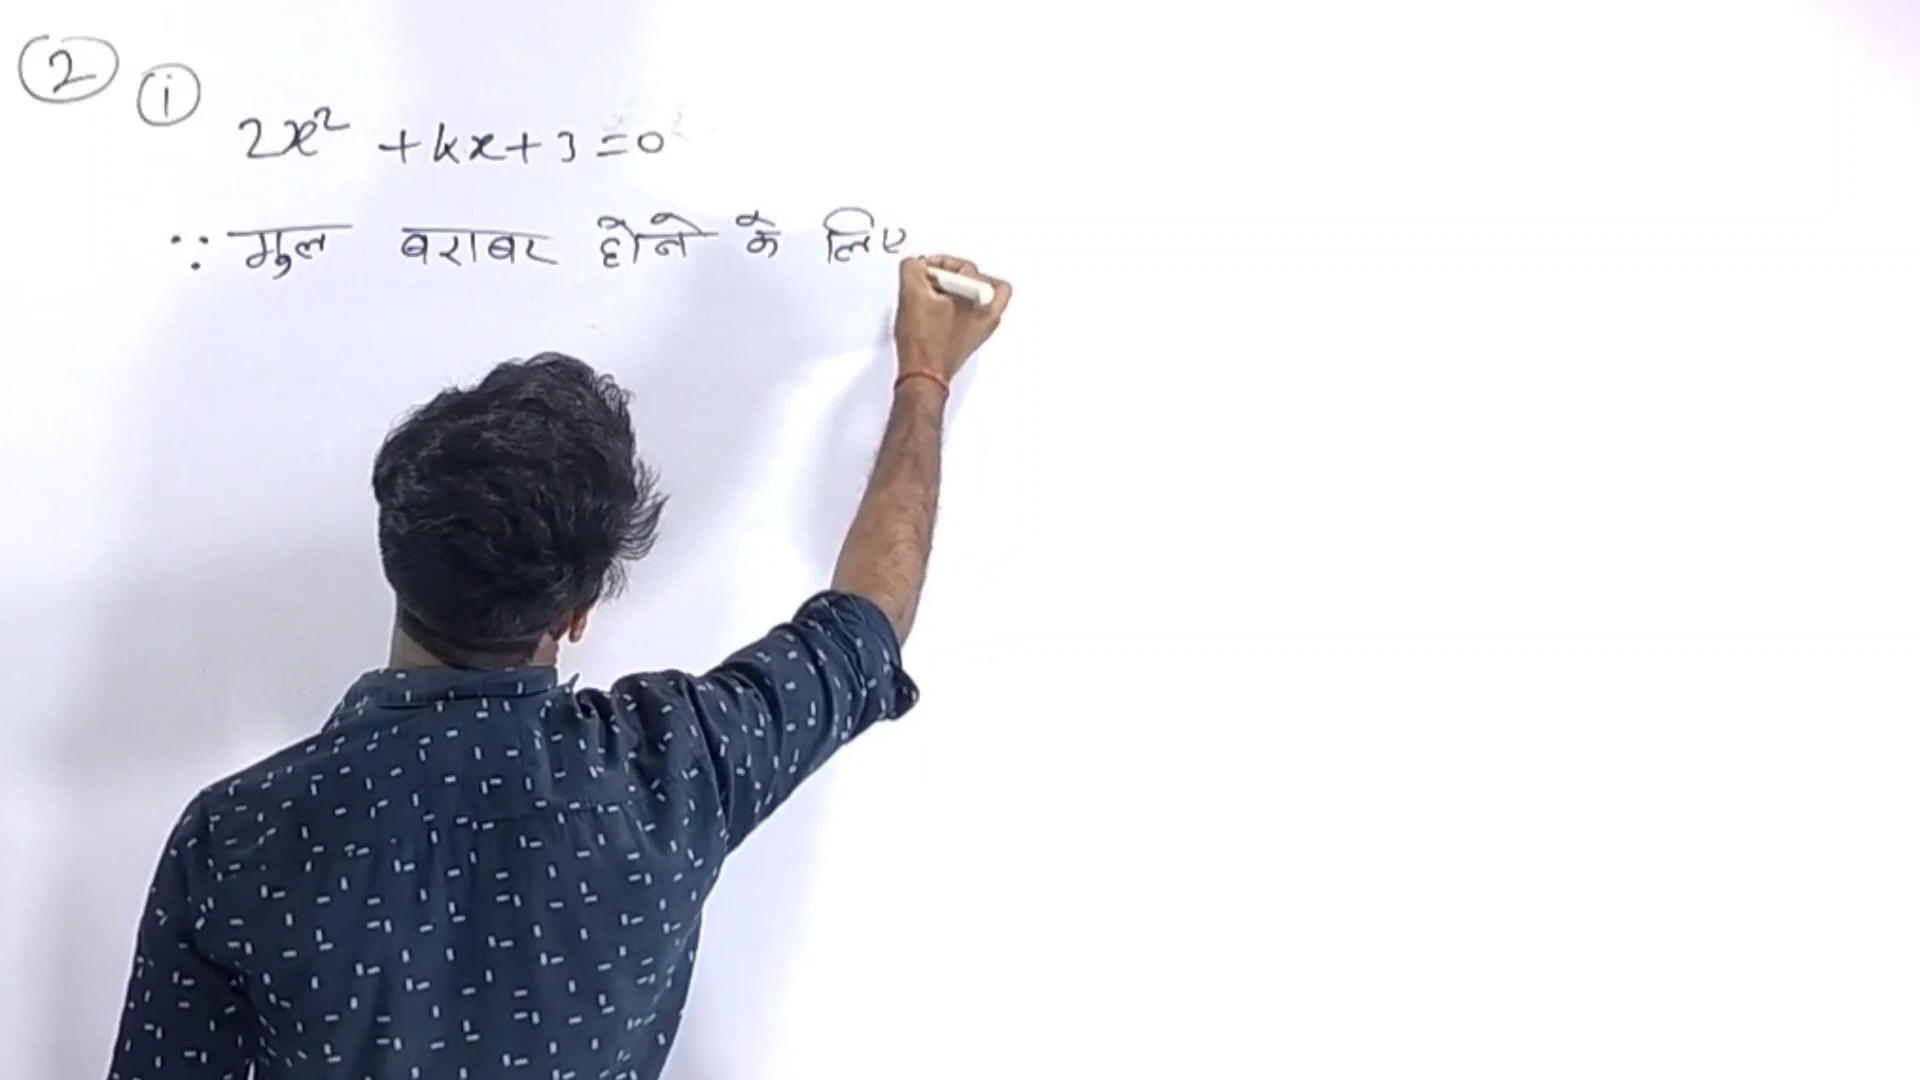 2 i
2x² + kx + 3 = 0
∵ मुल बराबर होने के लिए